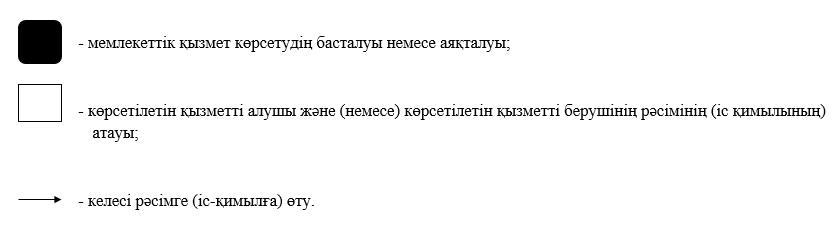 - мемлекеттік қызмет көрсетудің басталуы немесе аяқталуы;
- көрсетілетін қызметті алушы және (немесе) көрсетілетін қызметті берушінің рәсімінің (іс қимылының)
атауы;
- келесі рәсімге (іс-қимылға) өту.